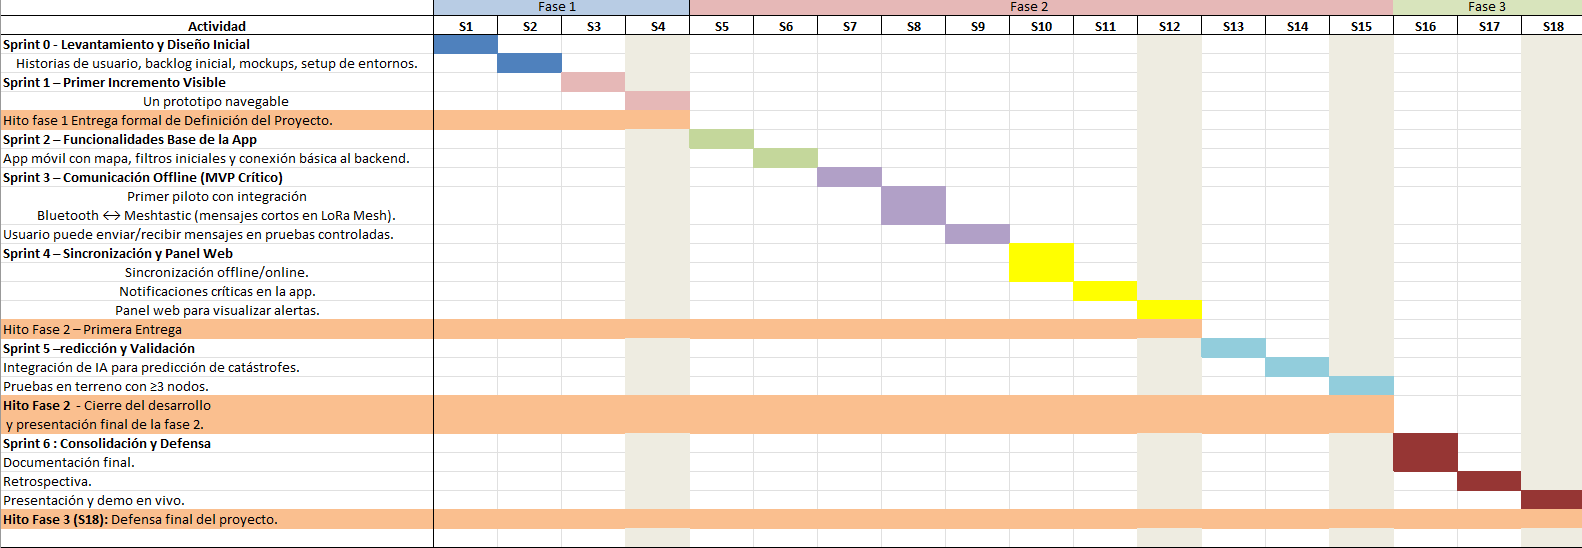 Fase 1 Fase 2 Fase 3
Actividad S1 S2 S3 S4 S5 S6 S7 S8 S9 S10 S11 S12 S13 S14 S15 S16 S17 S18
Sprint 0 - Levantamiento y Diseño Inicial
Historias de usuario, backlog inicial, mockups, setup de entornos.
Sprint 1 – Primer Incremento Visible
Un prototipo navegable
Hito fase 1 Entrega formal de Definición del Proyecto.
Sprint 2 – Funcionalidades Base de la App
App móvil con mapa, filtros iniciales y conexión básica al backend.
Sprint 3 – Comunicación Offline (MVP Crítico)
Primer piloto con integración
Bluetooth ↔ Meshtastic (mensajes cortos en LoRa Mesh).
Usuario puede enviar/recibir mensajes en pruebas controladas.
Sprint 4 – Sincronización y Panel Web
Sincronización offline/online.
Notificaciones críticas en la app.
Panel web para visualizar alertas.
Hito Fase 2 – Primera Entrega
Sprint 5 –redicción y Validación
Integración de IA para predicción de catástrofes.
Pruebas en terreno con ≥3 nodos.
Hito Fase 2 - Cierre del desarrollo
y presentación final de la fase 2.
Sprint 6 : Consolidación y Defensa
Documentación final.
Retrospectiva.
Presentación y demo en vivo.
Hito Fase 3 (S18): Defensa final del proyecto.